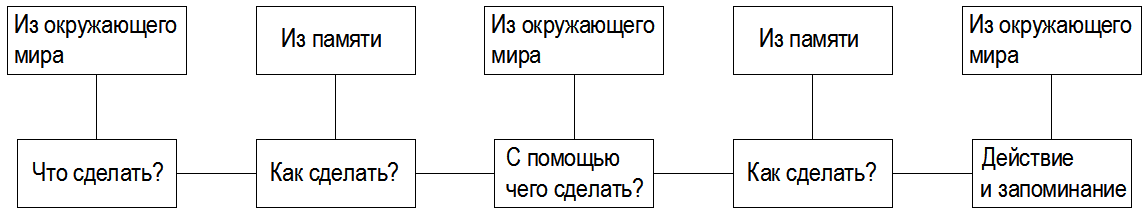 Из окружающего
мира
Из памяти
Из окружающего
мира
Из памяти
Из окружающего
мира
Что сделать?
Как сделать?
С помощью
чего сделать?
Как сделать?
Действие
и запоминание